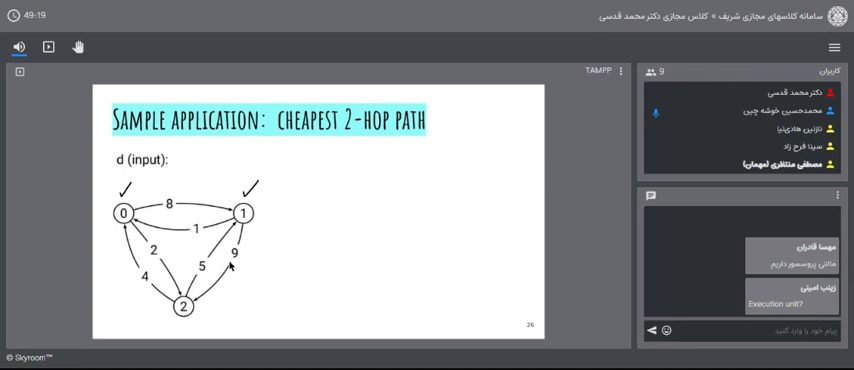 49:19
سامانه کلاسهای مجازی شریف » کلاس مجازی دکتر محمد قدسی
TAMPP
SAMPLE APPLICATION: CHEAPEST 2-HOP PATH
d (input):
0
8
1
1
2
9
5
4
2
26
9
کاربران
دکتر محمد قدسی
محمدحسین خوشه چین
نازنین هادی‌نیا
سینا فرح زاد
مصطفی منتظری (مهمان)
مهسا قادران
مالتی پروسسور داریم
زینب امینی
Execution unit?
پیام خود را وارد کنید
© Skyroom™